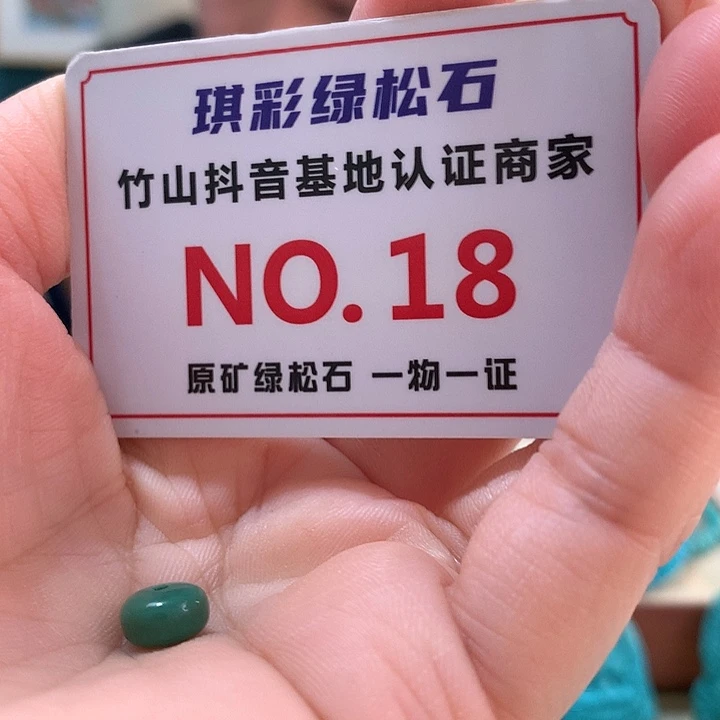 琪彩绿松石
竹山抖音基地认证商家
NO.18
原矿绿松石 一物一证